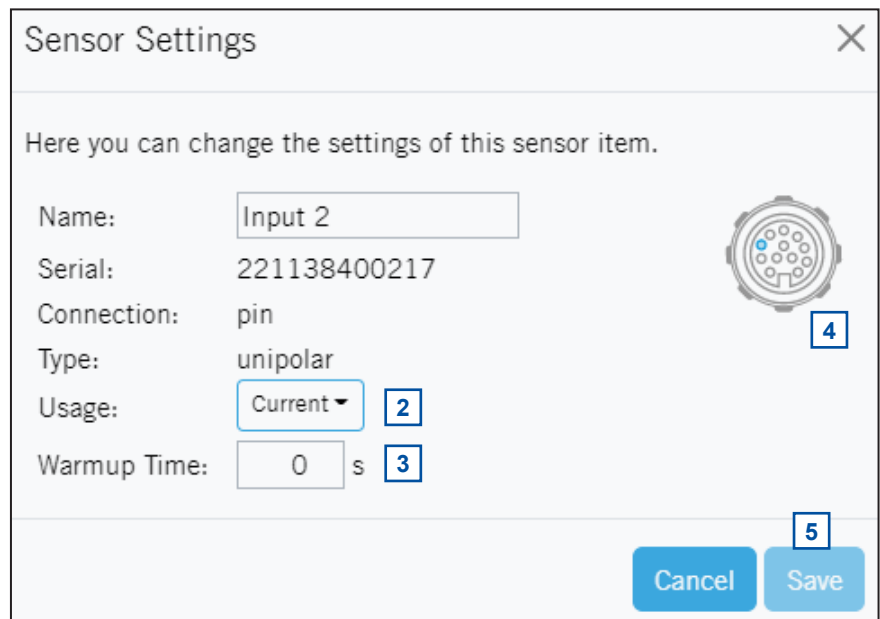 Sensor Settings
Here you can change the settings of this sensor item.
Name: Input 2
Serial: 221138400217
Connection: pin
4
Type: unipolar
Usage: Current 2
Warmup Time: 0 s 3
5
Cancel Save